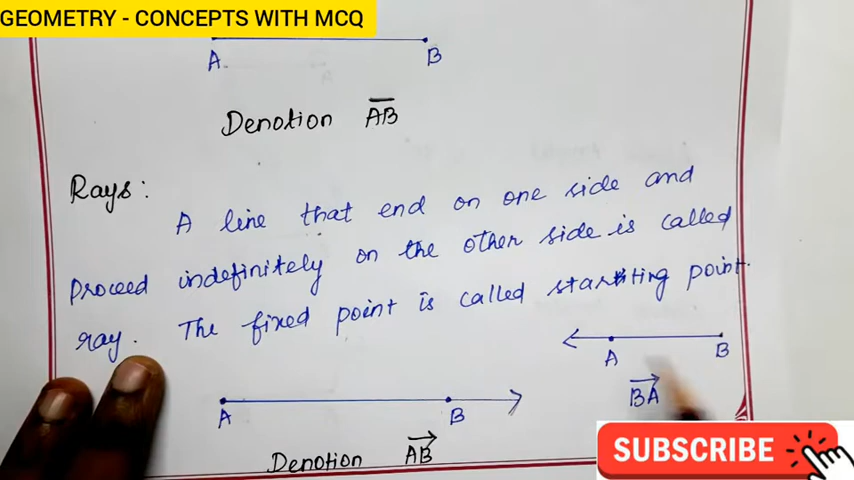 GEOMETRY - CONCEPTS WITH MCQ
A B
Denotion AB
Rays:
A line that end on one side and
proceed indefinitely on the other side is called
ray. The fixed point is called starting point.
A B
BA
A B
Denotion AB
SUBSCRIBE